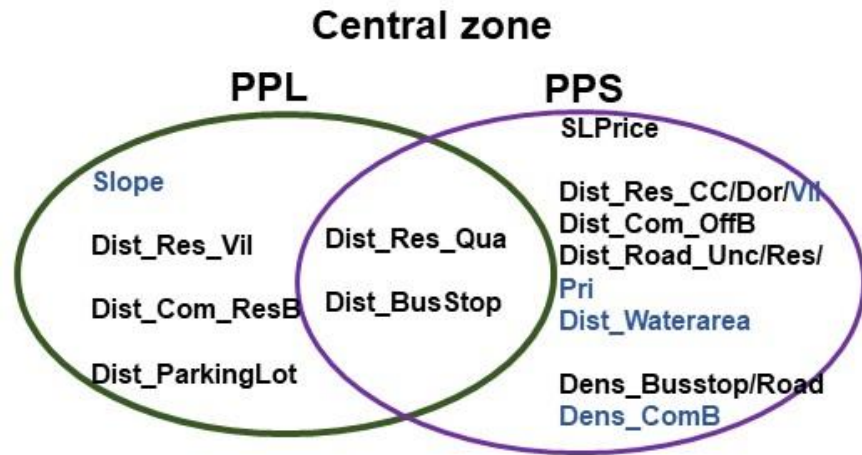 Central zone
PPL
PPS
Slope
Dist_Res_Vil
Dist_Com_ResB
Dist_ParkingLot
Dist_Res_Qua
Dist_BusStop
SLPrice
Dist_Res_CC/Dor/Vil
Dist_Com_OffB
Dist_Road_Unc/Res/
Pri
Dist_Waterarea
Dens_Busstop/Road
Dens_ComB